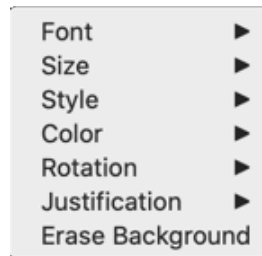 Font
Size
Style
Color
Rotation
Justification
Erase Background